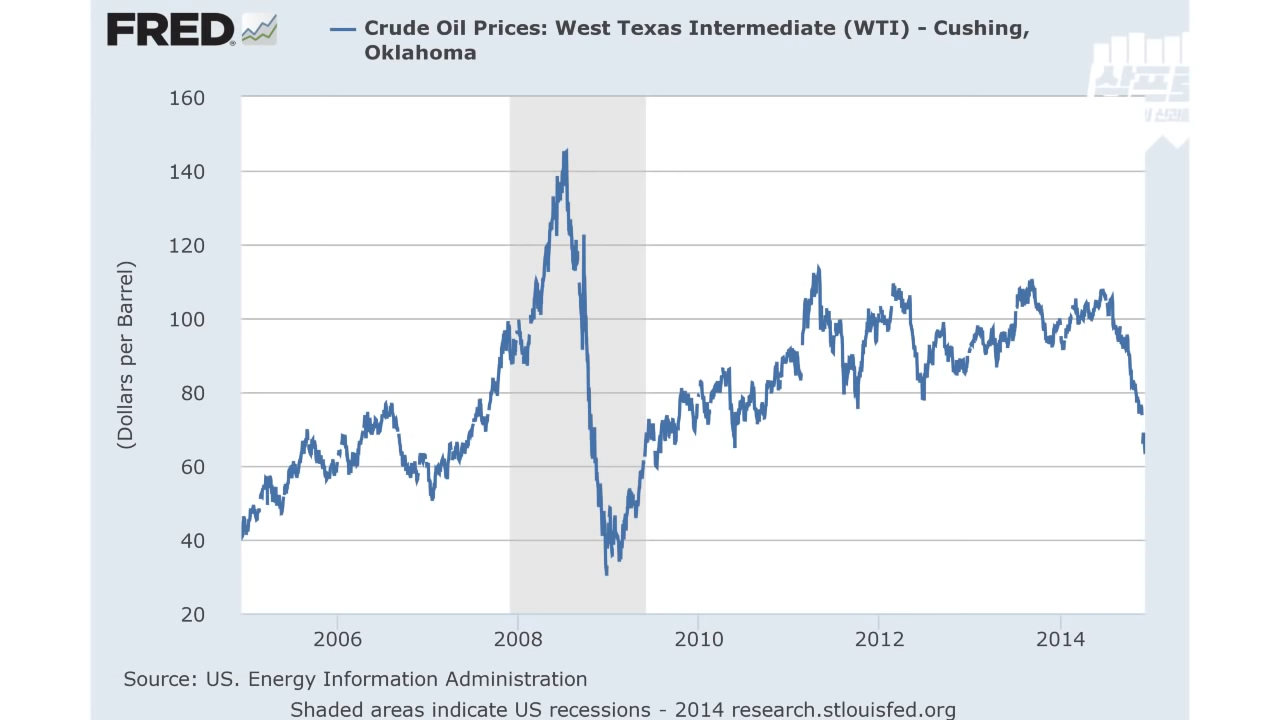 FRED
Crude Oil Prices: West Texas Intermediate (WTI) - Cushing,
Oklahoma
160
140
120
100
80
60
40
20
(Dollars per Barrel)
2006 2008 2010 2012 2014
Source: US. Energy Information Administration
Shaded areas indicate US recessions - 2014 research.stlouisfed.org